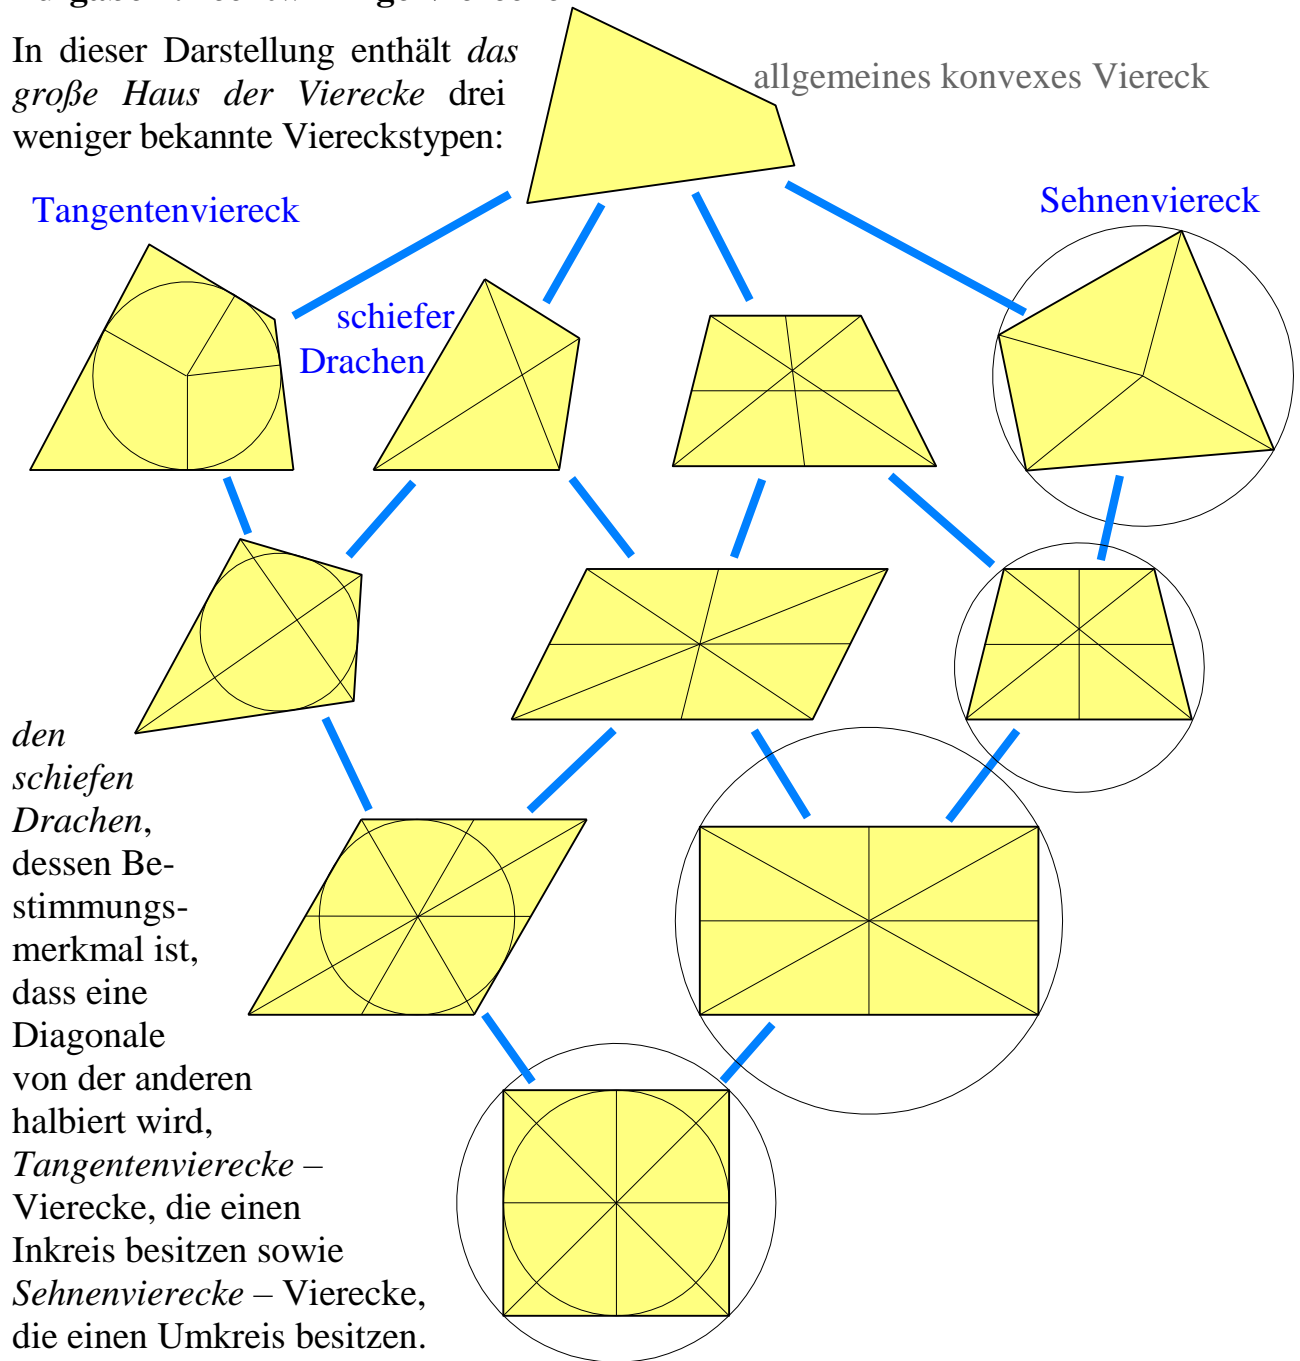 In dieser Darstellung enthält das
große Haus der Vierecke drei
weniger bekannte Viereckstypen:
allgemeines konvexes Viereck
Tangentenviereck
Sehnenviereck
schiefer
Drachen
den
schiefen
Drachen,
dessen Be-
stimmungs-
merkmal ist,
dass eine
Diagonale
von der anderen
halbiert wird,
Tangentenvierecke –
Vierecke, die einen
Inkreis besitzen sowie
Sehnenvierecke – Vierecke,
die einen Umkreis besitzen.